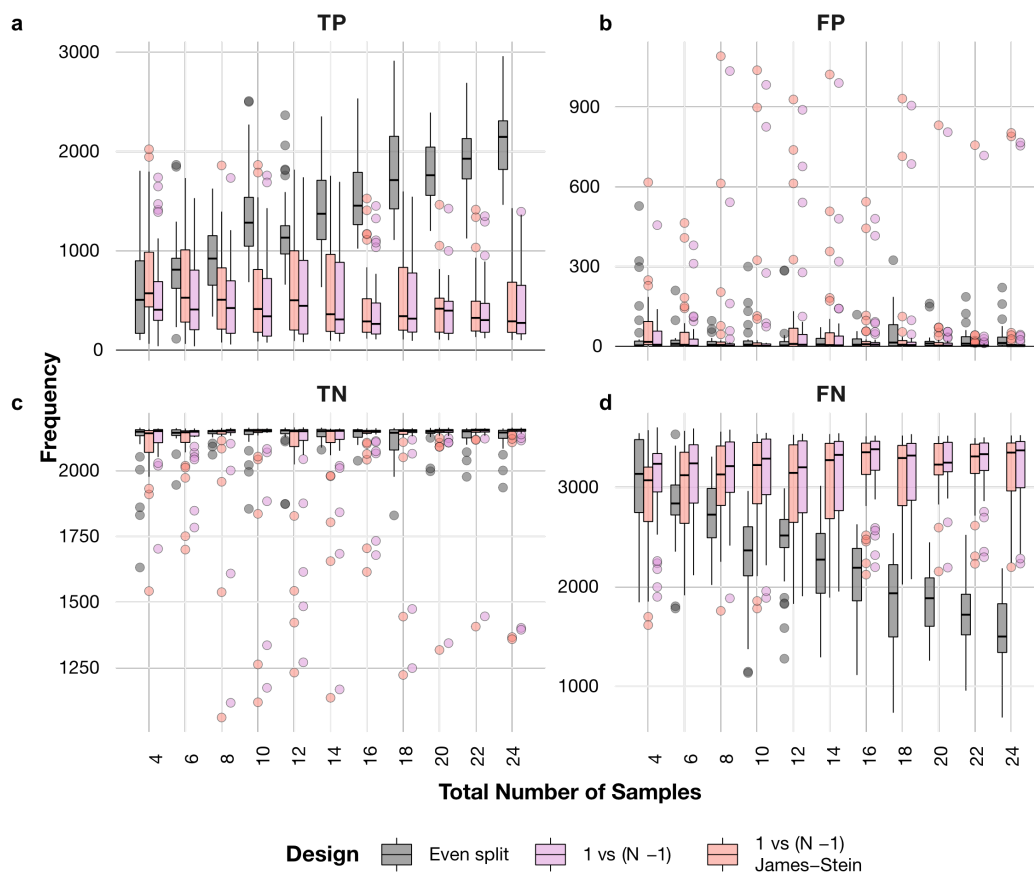 a TP b FP
3000
2000
1000
0
900
600
300
0
Frequency
c TN d FN
2000
1750
1500
1250
3000
2000
1000
4 6 8 10 12 14 16 18 20 22 24
4 6 8 10 12 14 16 18 20 22 24
Total Number of Samples
Design Even split 1 vs (N −1) 1 vs (N −1)
James−Stein